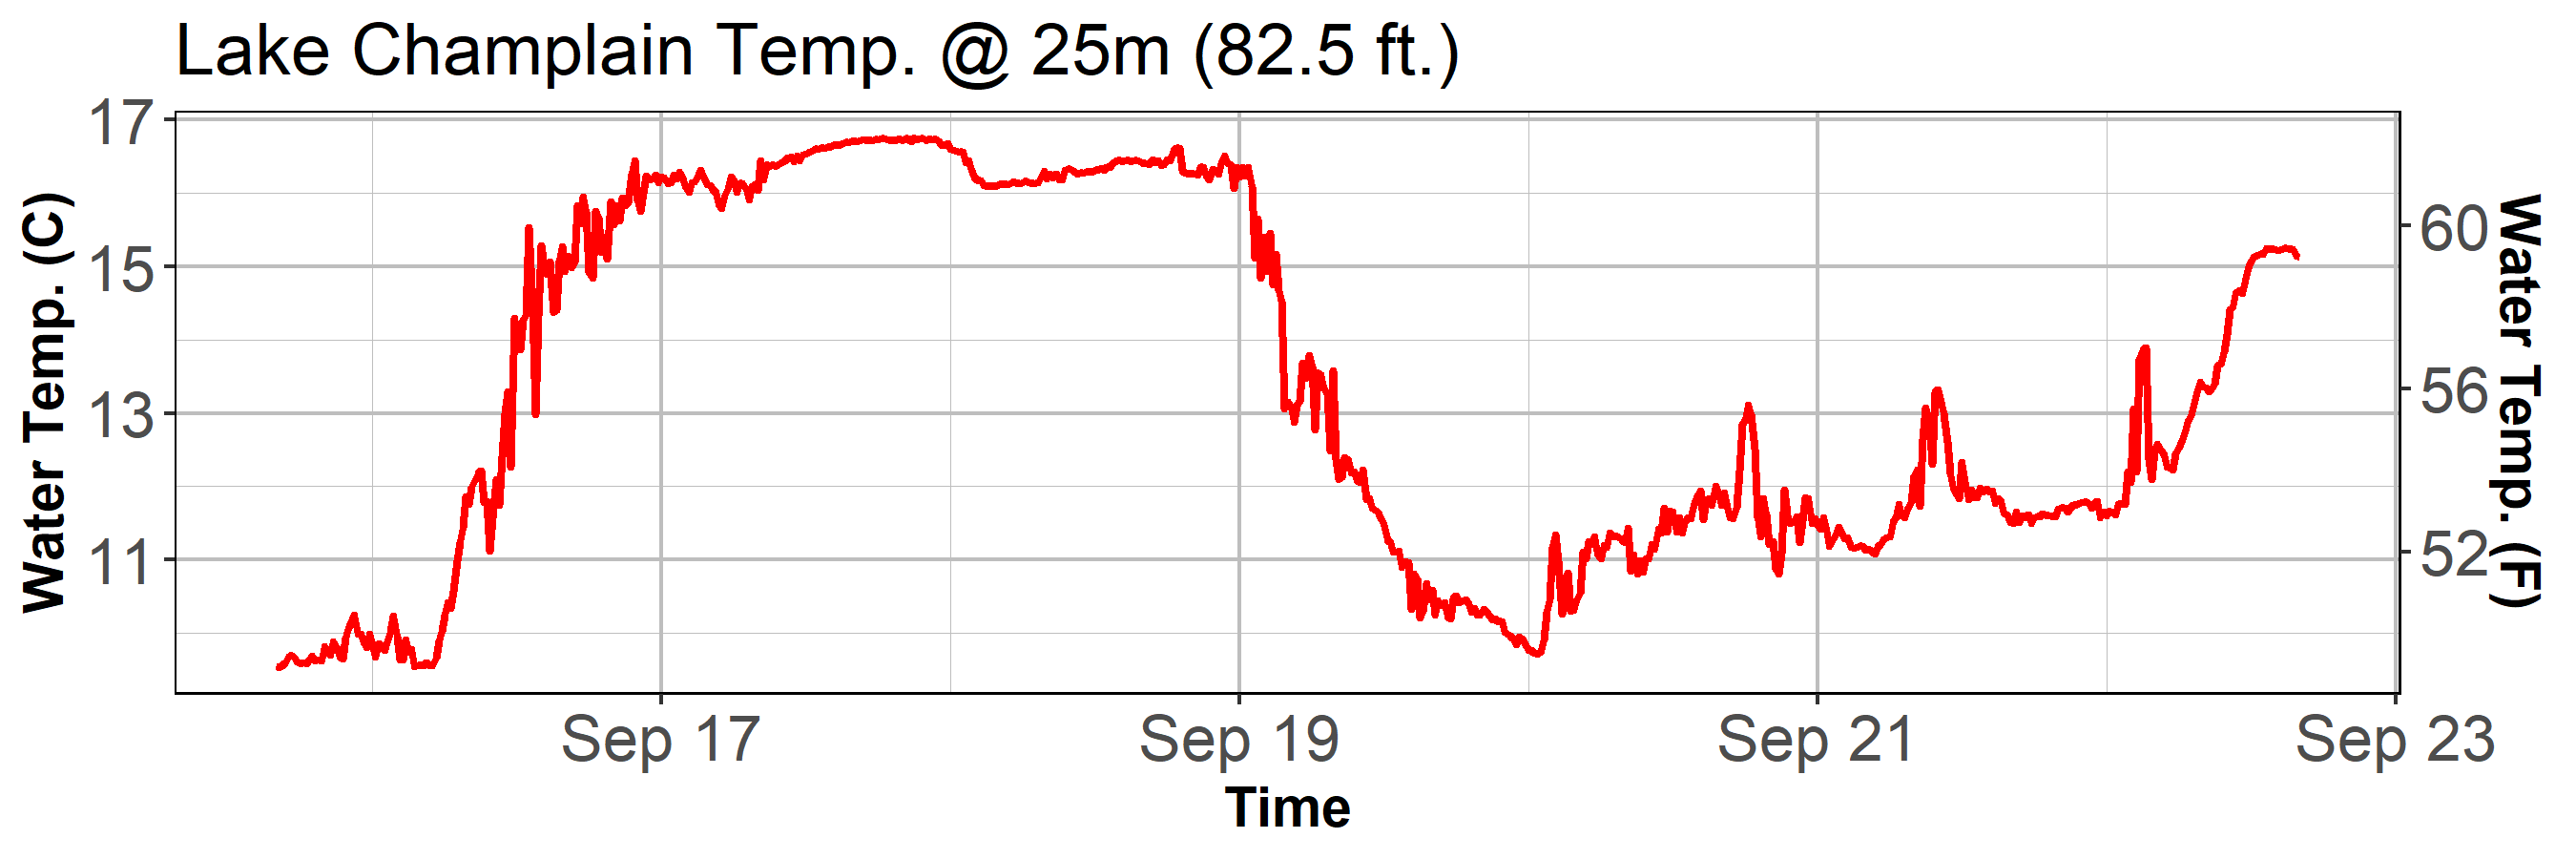 Lake Champlain Temp. @ 25m (82.5 ft.)
Water Temp. (C)
17
15
13
11
60
56
52
Water Temp. (F)
Sep 17
Sep 19
Sep 21
Sep 23
Time